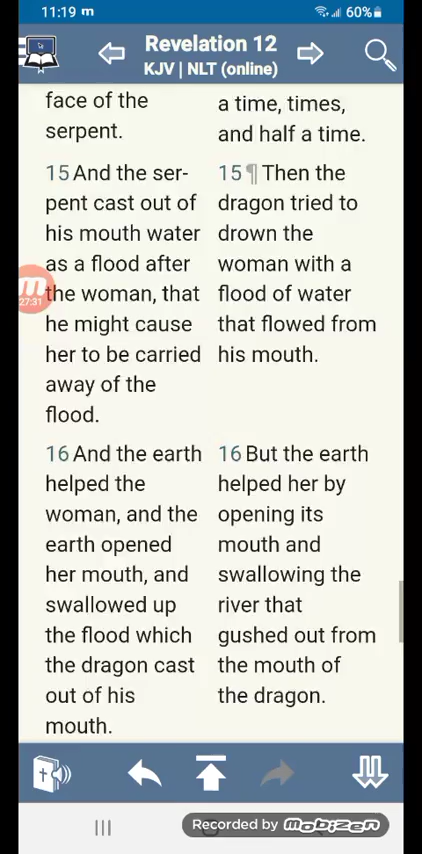 11:19 m 60%
Revelation 12
KJV | NLT (online)
face of the
serpent.
15 And the ser-
pent cast out of
his mouth water
as a flood after
the woman, that
he might cause
her to be carried
away of the
flood.
16 And the earth
helped the
woman, and the
earth opened
her mouth, and
swallowed up
the flood which
the dragon cast
out of his
mouth.
a time, times,
and half a time.
15 ¶ Then the
dragon tried to
drown the
woman with a
flood of water
that flowed from
his mouth.
16 But the earth
helped her by
opening its
mouth and
swallowing the
river that
gushed out from
the mouth of
the dragon.
m
27:31
Recorded by mobizen